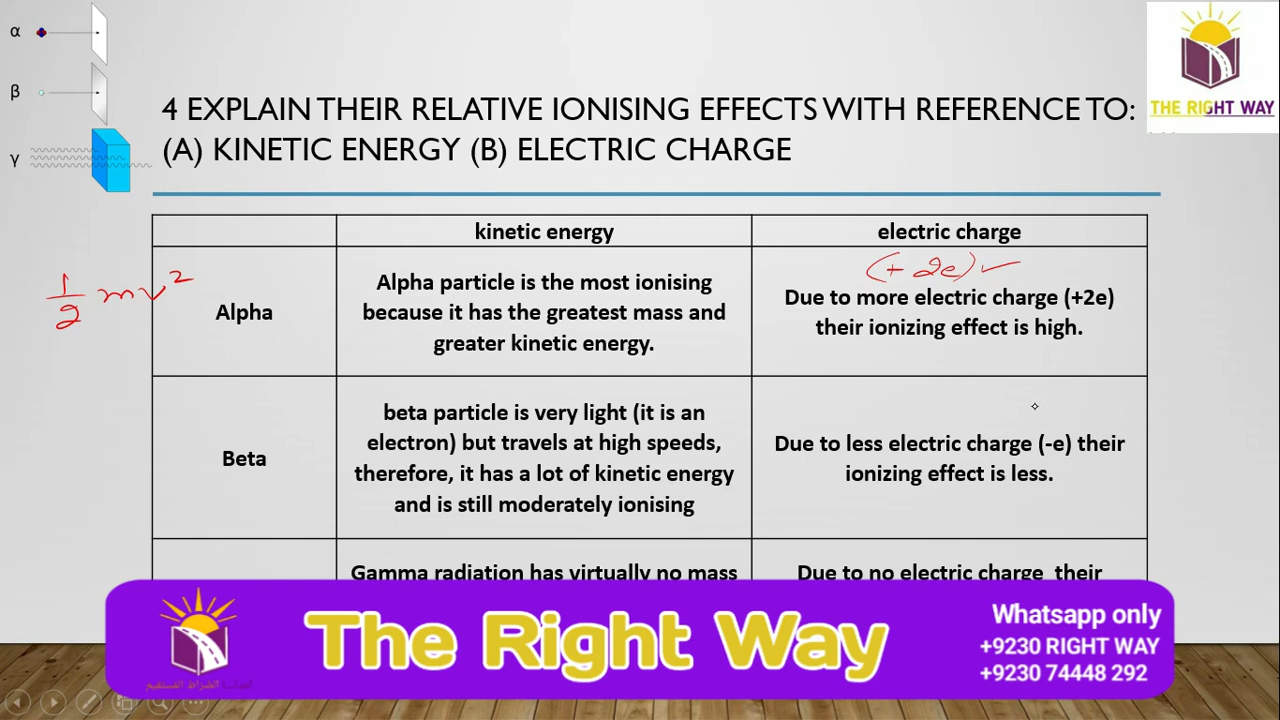 α
β
γ
THE RIGHT WAY
4 EXPLAIN THEIR RELATIVE IONISING EFFECTS WITH REFERENCE TO:
(A) KINETIC ENERGY (B) ELECTRIC CHARGE
kinetic energy
electric charge
1/2 mv²
Alpha
Alpha particle is the most ionising
because it has the greatest mass and
greater kinetic energy.
(+2e) ✓
Due to more electric charge (+2e)
their ionizing effect is high.
Beta
beta particle is very light (it is an
electron) but travels at high speeds,
therefore, it has a lot of kinetic energy
and is still moderately ionising
Due to less electric charge (-e) their
ionizing effect is less.
Gamma radiation has virtually no mass
Due to no electric charge their
The Right Way
Whatsapp only
+9230 RIGHT WAY
+9230 74448 292